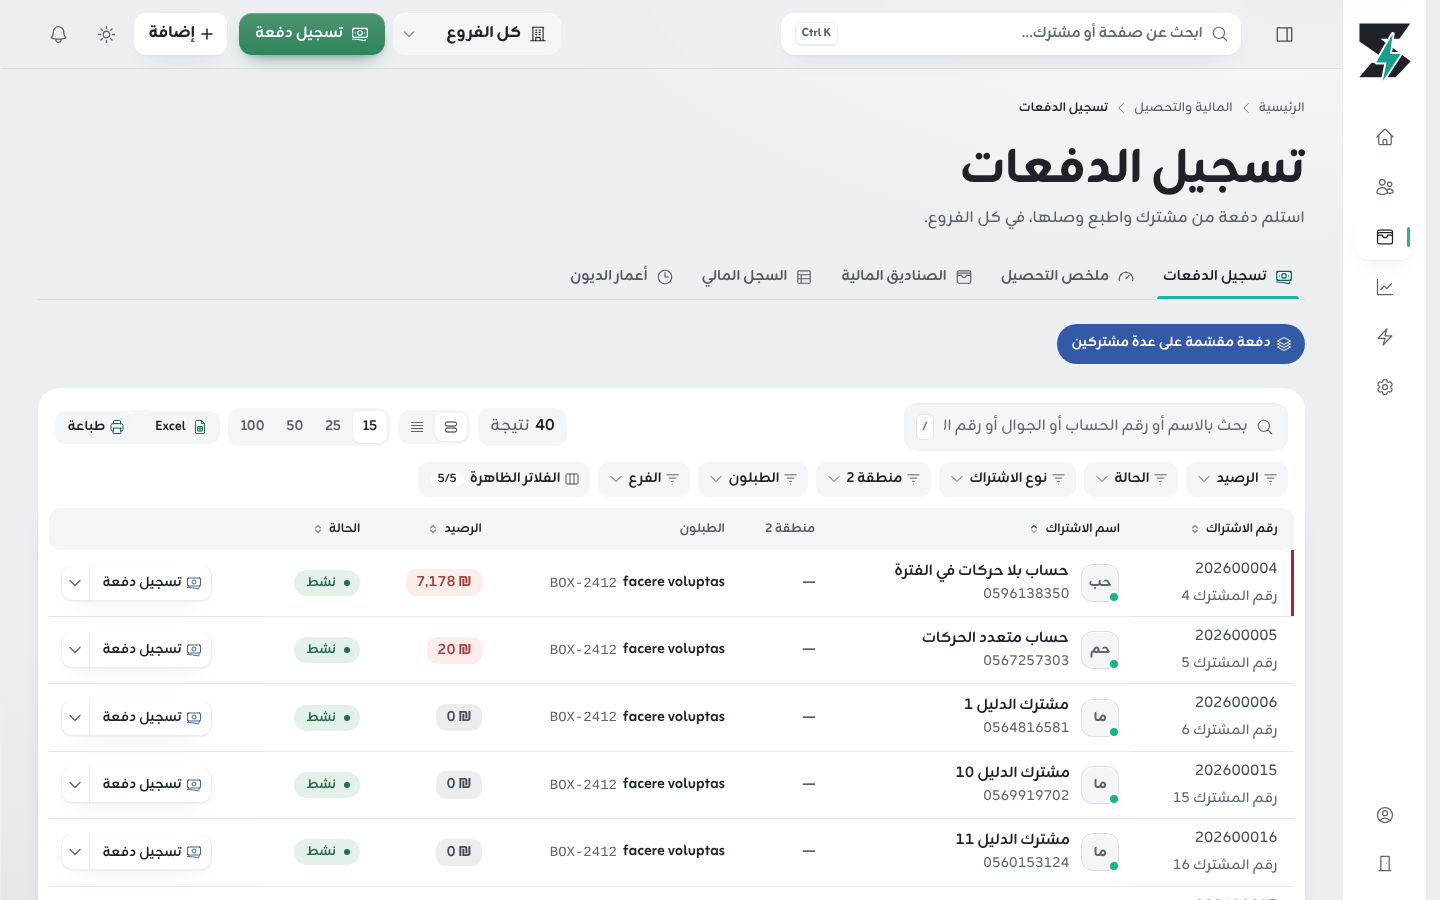 ابحث عن صفحة أو مشترك...
Ctrl K
كل الفروع
تسجيل دفعة
إضافة
الرئيسية
المالية والتحصيل
تسجيل الدفعات
تسجيل الدفعات
استلم دفعة من مشترك واطبع وصلها، في كل الفروع.
تسجيل الدفعات
ملخص التحصيل
الصناديق المالية
السجل المالي
أعمار الديون
دفعة مقسّمة على عدة مشتركين
بحث بالاسم أو رقم الحساب أو الجوال أو رقم ال
/
40 نتيجة
15 25 50 100
Excel
طباعة
الرصيد
الحالة
نوع الاشتراك
منطقة 2
الطبلون
الفرع
الفلاتر الظاهرة 5/5
رقم الاشتراك اسم الاشتراك منطقة 2 الطبلون الرصيد الحالة
202600004
رقم المشترك 4
حب
حساب بلا حركات في الفترة
0596138350
—
facere voluptas BOX-2412
₪ 7,178
نشط
تسجيل دفعة
202600005
رقم المشترك 5
حم
حساب متعدد الحركات
0567257303
—
facere voluptas BOX-2412
₪ 20
نشط
تسجيل دفعة
202600006
رقم المشترك 6
ما
مشترك الدليل 1
0564816581
—
facere voluptas BOX-2412
₪ 0
نشط
تسجيل دفعة
202600015
رقم المشترك 15
ما
مشترك الدليل 10
0569919702
—
facere voluptas BOX-2412
₪ 0
نشط
تسجيل دفعة
202600016
رقم المشترك 16
ما
مشترك الدليل 11
0560153124
—
facere voluptas BOX-2412
₪ 0
نشط
تسجيل دفعة